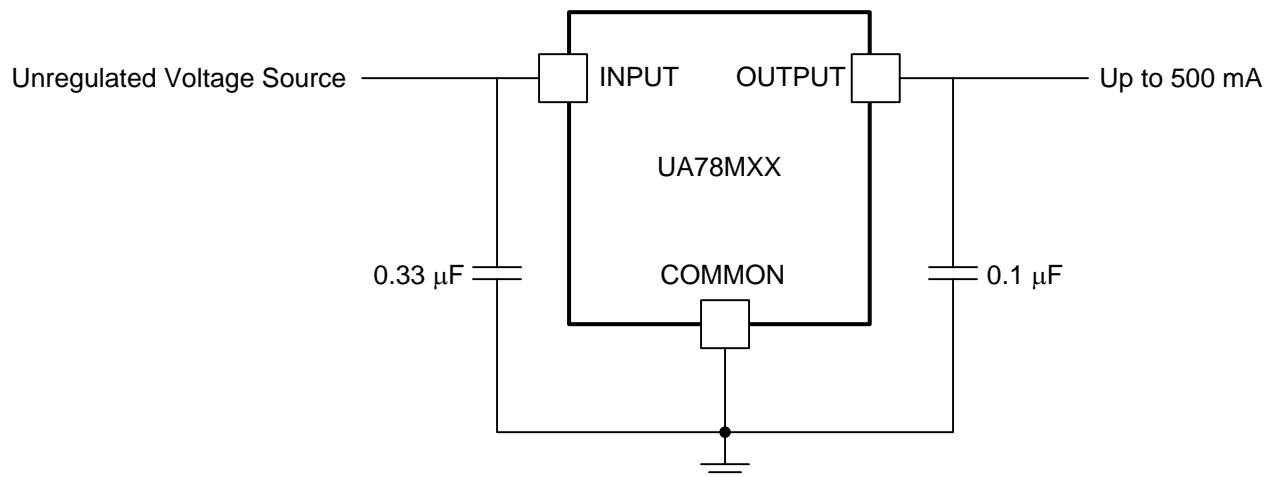 Unregulated Voltage Source
INPUT
OUTPUT
Up to 500 mA
UA78MXX
0.33 μF
COMMON
0.1 μF